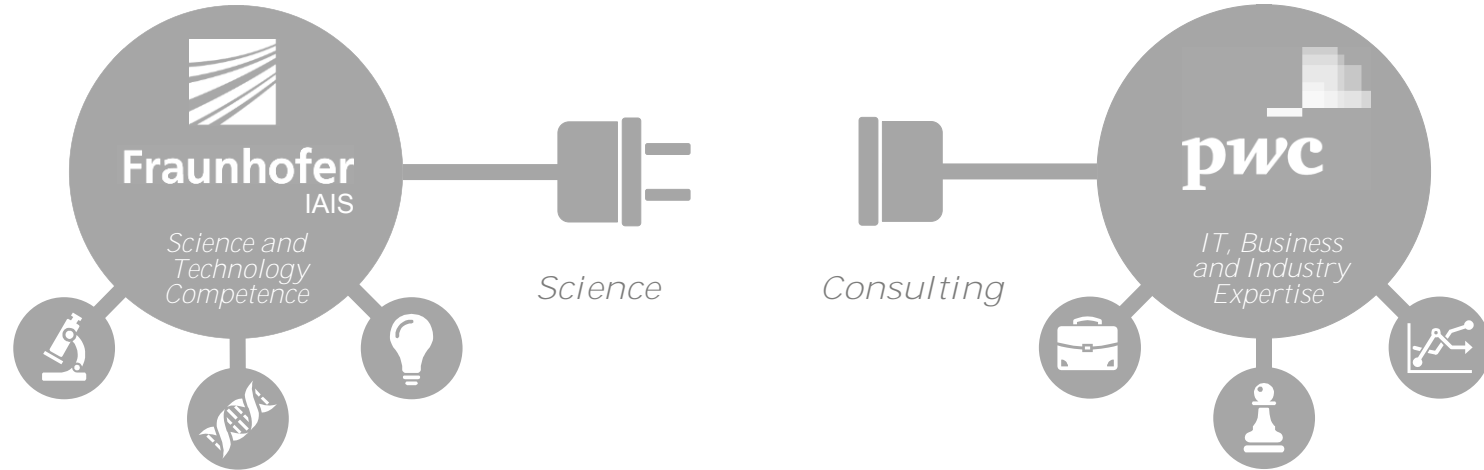 Fraunhofer
IAIS
Science and
Technology
Competence
Science
Consulting
pwc
IT, Business
and Industry
Expertise